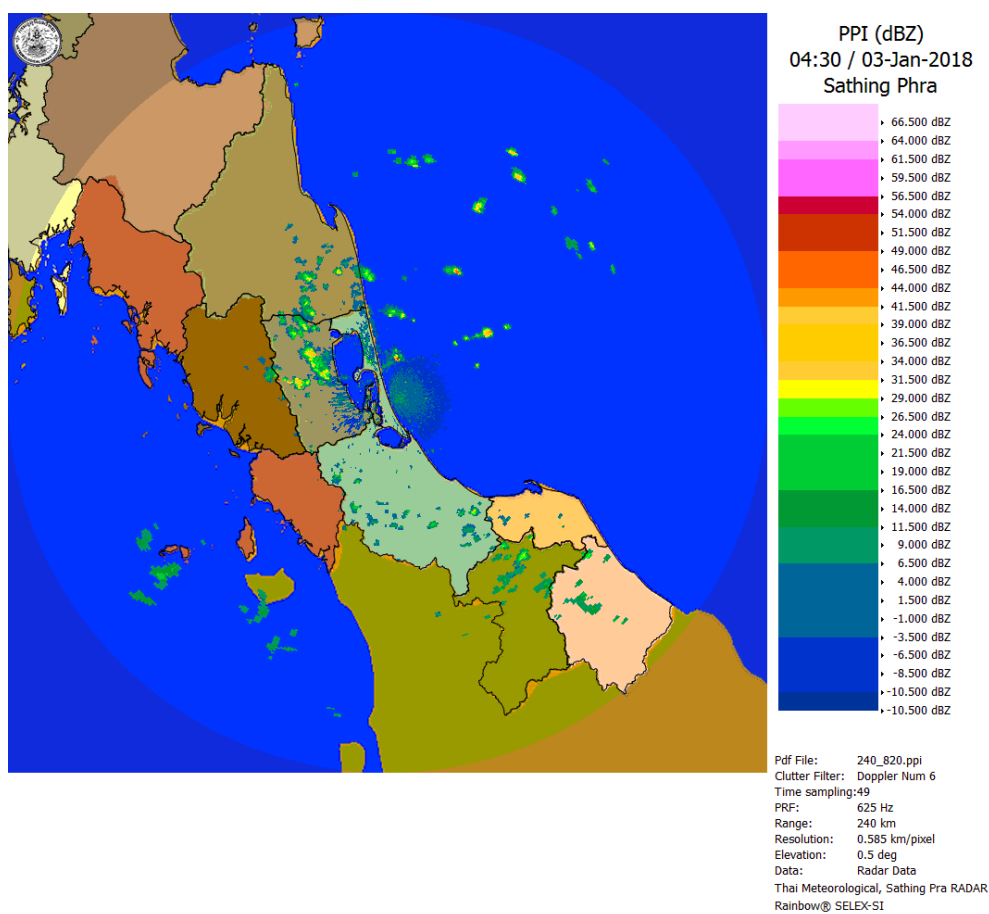 PPI (dBZ)
04:30 / 03-Jan-2018
Sathing Phra
66.500 dBZ
64.000 dBZ
61.500 dBZ
59.500 dBZ
56.500 dBZ
54.000 dBZ
51.500 dBZ
49.000 dBZ
46.500 dBZ
44.000 dBZ
41.500 dBZ
39.000 dBZ
36.500 dBZ
34.000 dBZ
31.500 dBZ
29.000 dBZ
26.500 dBZ
24.000 dBZ
21.500 dBZ
19.000 dBZ
16.500 dBZ
14.000 dBZ
11.500 dBZ
9.000 dBZ
6.500 dBZ
4.000 dBZ
1.500 dBZ
-1.000 dBZ
-3.500 dBZ
-6.500 dBZ
-8.500 dBZ
-10.500 dBZ
-10.500 dBZ
Pdf File: 240_820.ppi
Clutter Filter: Doppler Num 6
Time sampling:49
PRF: 625 Hz
Range: 240 km
Resolution: 0.585 km/pixel
Elevation: 0.5 deg
Data: Radar Data
Thai Meteorological, Sathing Pra RADAR
Rainbow® SELEX-SI